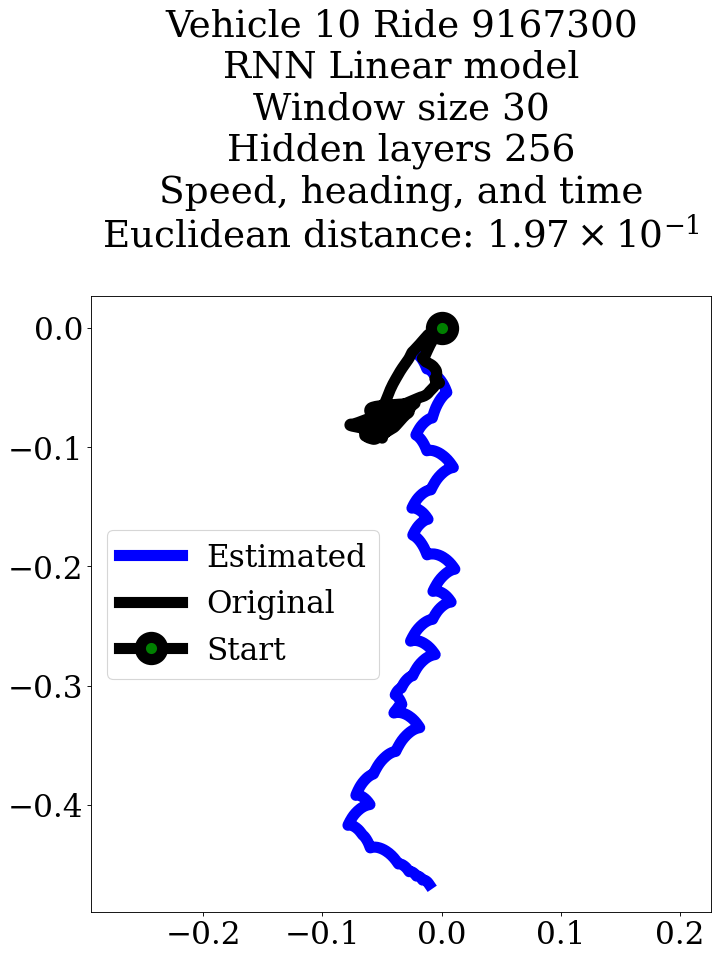 Vehicle 10 Ride 9167300
RNN Linear model
Window size 30
Hidden layers 256
Speed, heading, and time
Euclidean distance: 1.97 × 10⁻¹
0.0
−0.1
−0.2
−0.3
−0.4
Estimated
Original
Start
−0.2 −0.1 0.0 0.1 0.2